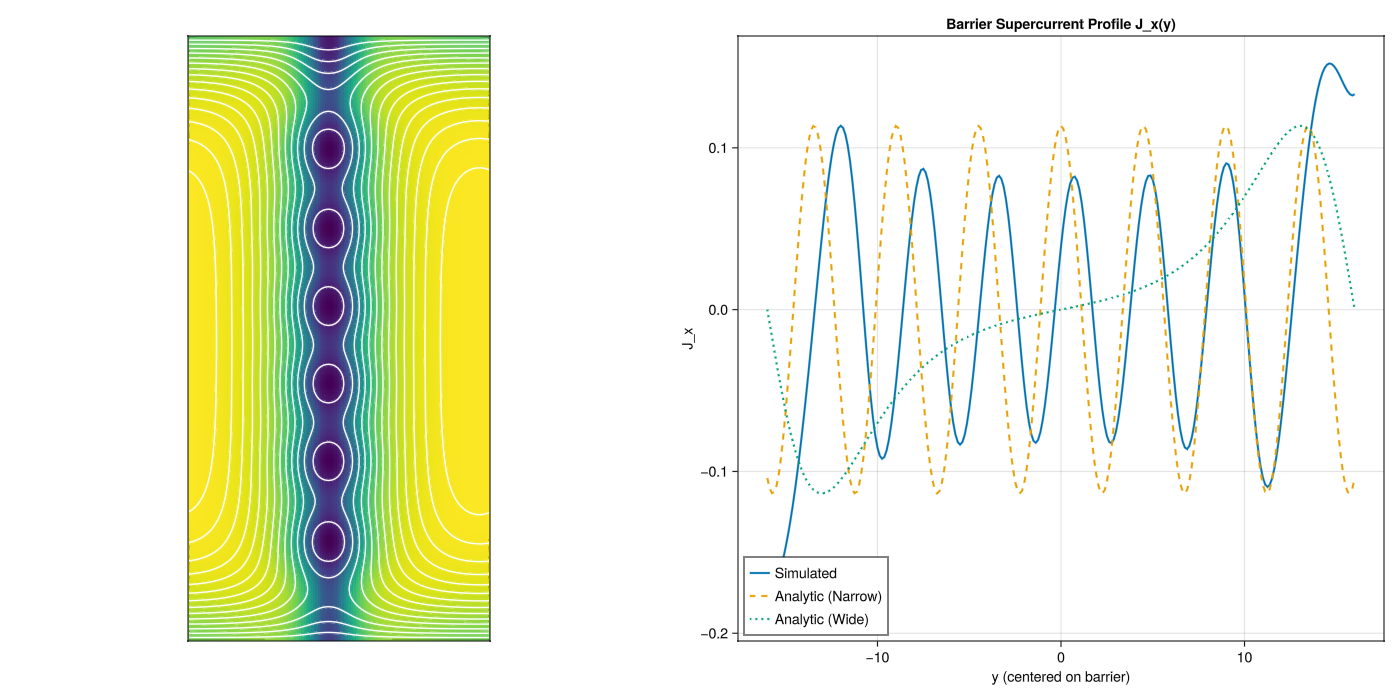 Barrier Supercurrent Profile J_x(y)
J_x
0.1
0.0
−0.1
−0.2
Simulated
Analytic (Narrow)
Analytic (Wide)
−10
0
10
y (centered on barrier)